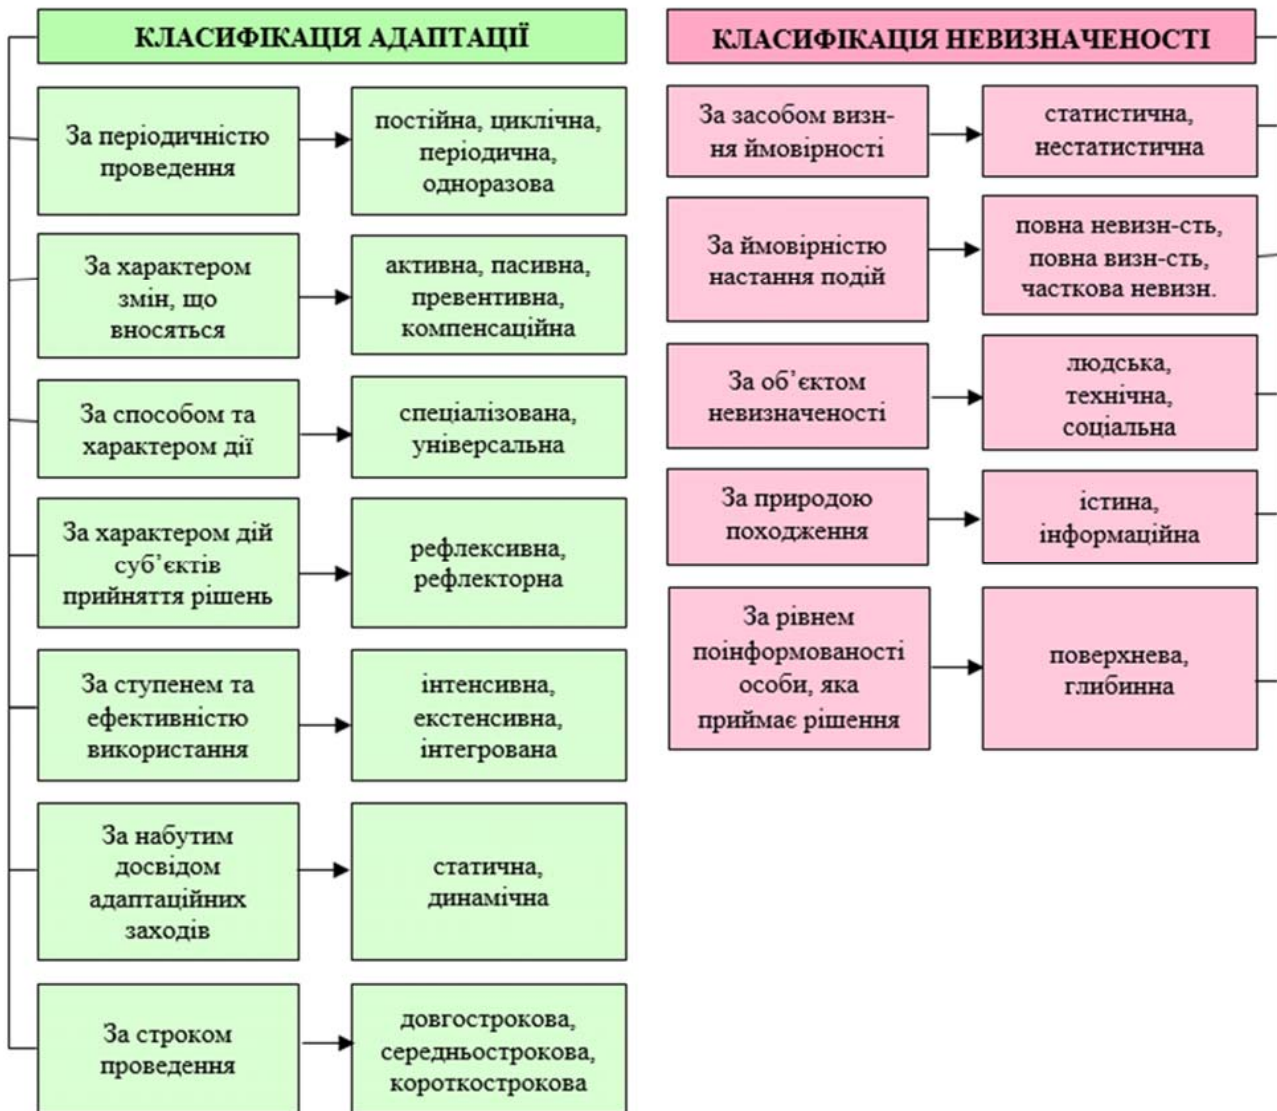 КЛАСИФІКАЦІЯ АДАПТАЦІЇ
За періодичністю
проведення
постійна, циклічна,
періодична,
одноразова
За характером
змін, що
вносяться
активна, пасивна,
превентивна,
компенсаційна
За способом та
характером дії
спеціалізована,
універсальна
За характером дій
суб’єктів
прийняття рішень
рефлексивна,
рефлекторна
За ступенем та
ефективністю
використання
інтенсивна,
екстенсивна,
інтегрована
За набутим
досвідом
адаптаційних
заходів
статична,
динамічна
За строком
проведення
довгострокова,
середньострокова,
короткострокова
КЛАСИФІКАЦІЯ НЕВИЗНАЧЕНОСТІ
За засобом визн-
ня ймовірності
статистична,
нестатистична
За ймовірністю
настання подій
повна невизн-сть,
повна визн-сть,
часткова невизн.
За об’єктом
невизначеності
людська,
технічна,
соціальна
За природою
походження
істина,
інформаційна
За рівнем
поінформованості
особи, яка
приймає рішення
поверхнева,
глибинна